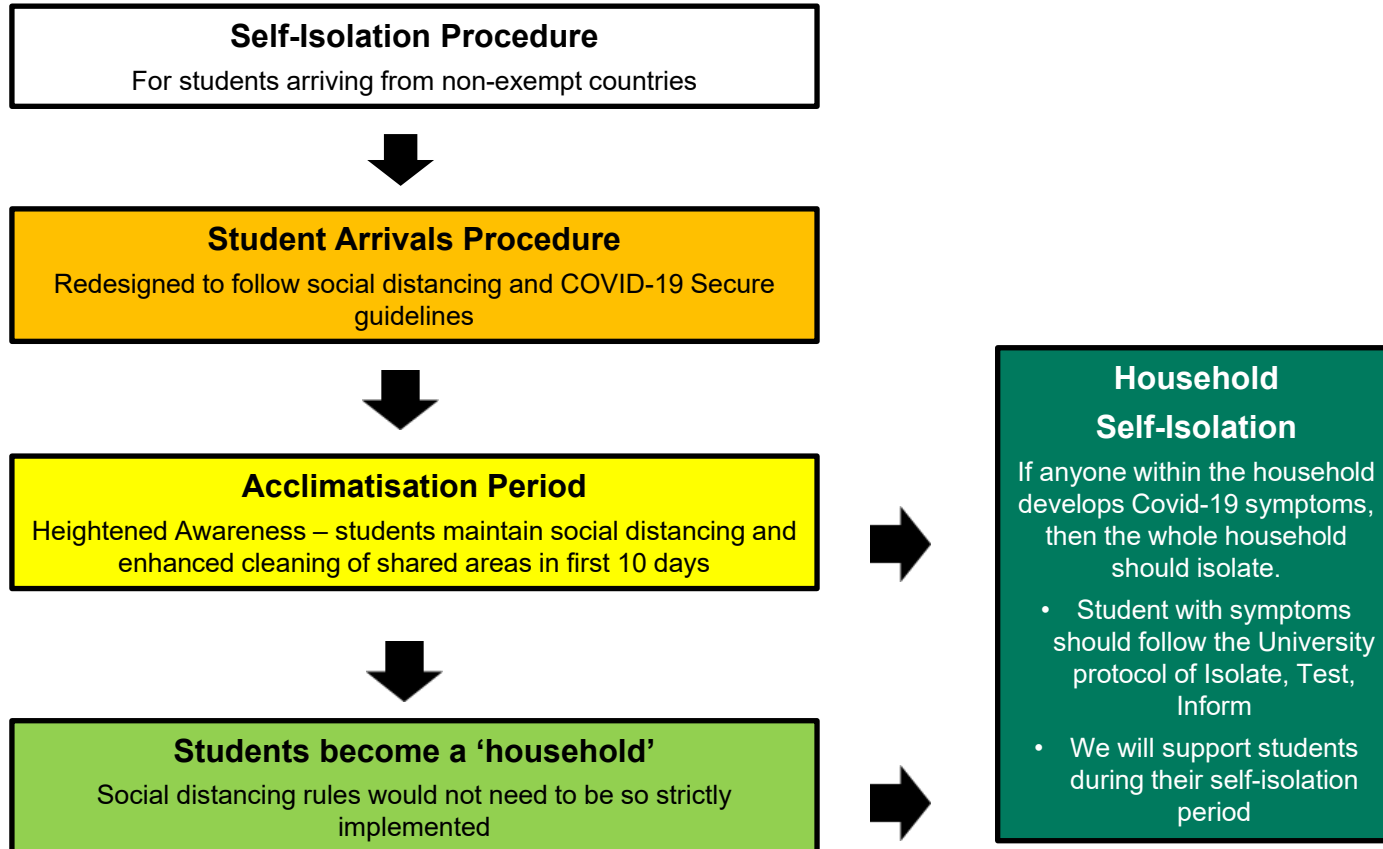 Self-Isolation Procedure
For students arriving from non-exempt countries
Student Arrivals Procedure
Redesigned to follow social distancing and COVID-19 Secure
guidelines
Acclimatisation Period
Heightened Awareness – students maintain social distancing and
enhanced cleaning of shared areas in first 10 days
Students become a ‘household’
Social distancing rules would not need to be so strictly
implemented
Household
Self-Isolation
If anyone within the household
develops Covid-19 symptoms,
then the whole household
should isolate.
• Student with symptoms
should follow the University
protocol of Isolate, Test,
Inform
• We will support students
during their self-isolation
period